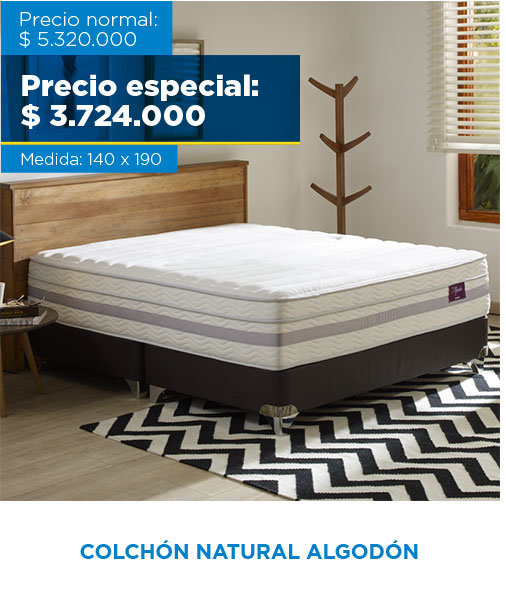 Precio normal:
$ 5.320.000
Precio especial:
$ 3.724.000
Medida: 140 x 190
COLCHÓN NATURAL ALGODÓN